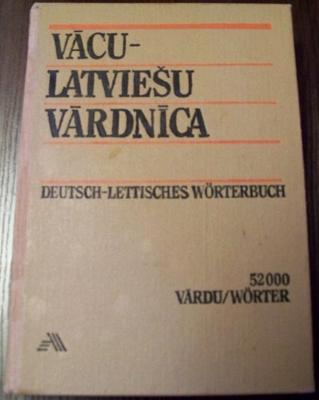 VĀCU-
LATVIEŠU
VĀRDNĪCA
DEUTSCH-LETTISCHES WÖRTERBUCH
52000
VĀRDU/WÖRTER